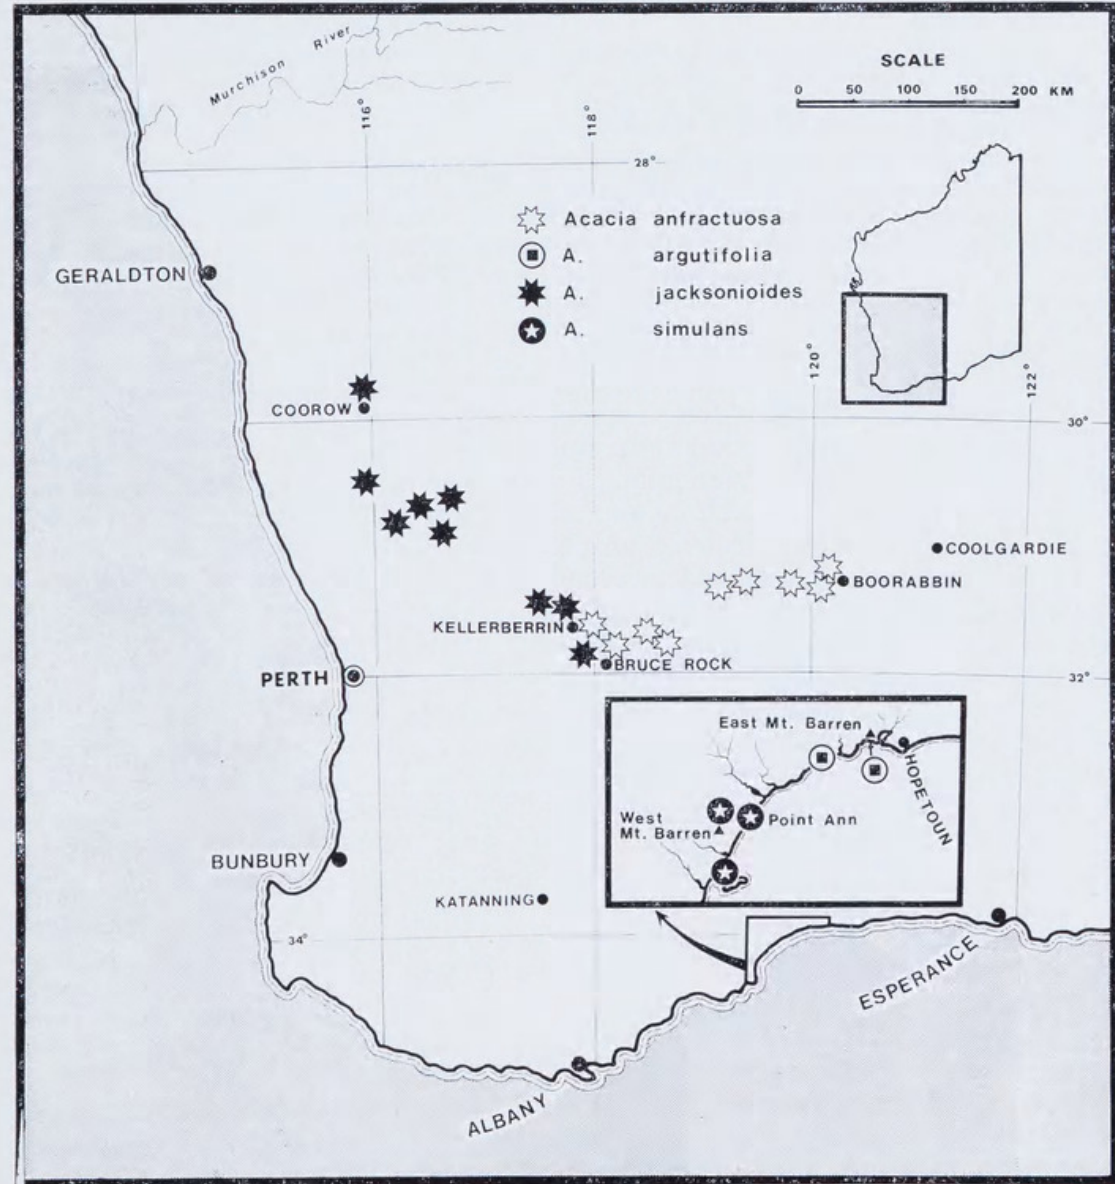 Murchison River
SCALE
0 50 100 150 200 KM
116°
118°
28°
Acacia anfractuosa
A. argutifolia
A. jacksonioides
A. simulans
GERALDTON
120°
122°
COOROW
30°
COOLGARDIE
BOORABBIN
KELLERBERRIN
BRUCE ROCK
PERTH
32°
East Mt. Barren
HOPETOUN
West
Mt. Barren
Point Ann
BUNBURY
KATANNING
34°
ESPERANCE
ALBANY